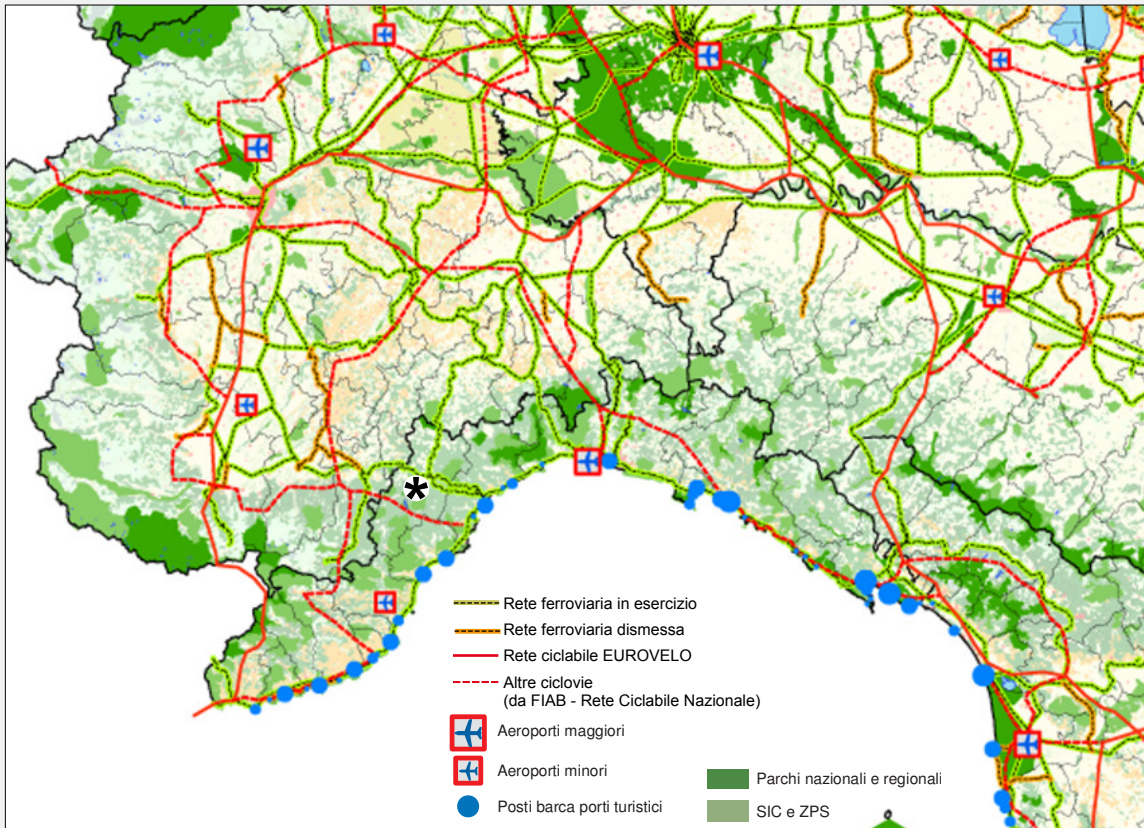 *
Rete ferroviaria in esercizio
Rete ferroviaria dismessa
Rete ciclabile EUROVELO
Altre ciclovie
(da FIAB - Rete Ciclabile Nazionale)
Aeroporti maggiori
Aeroporti minori
Posti barca porti turistici
Parchi nazionali e regionali
SIC e ZPS